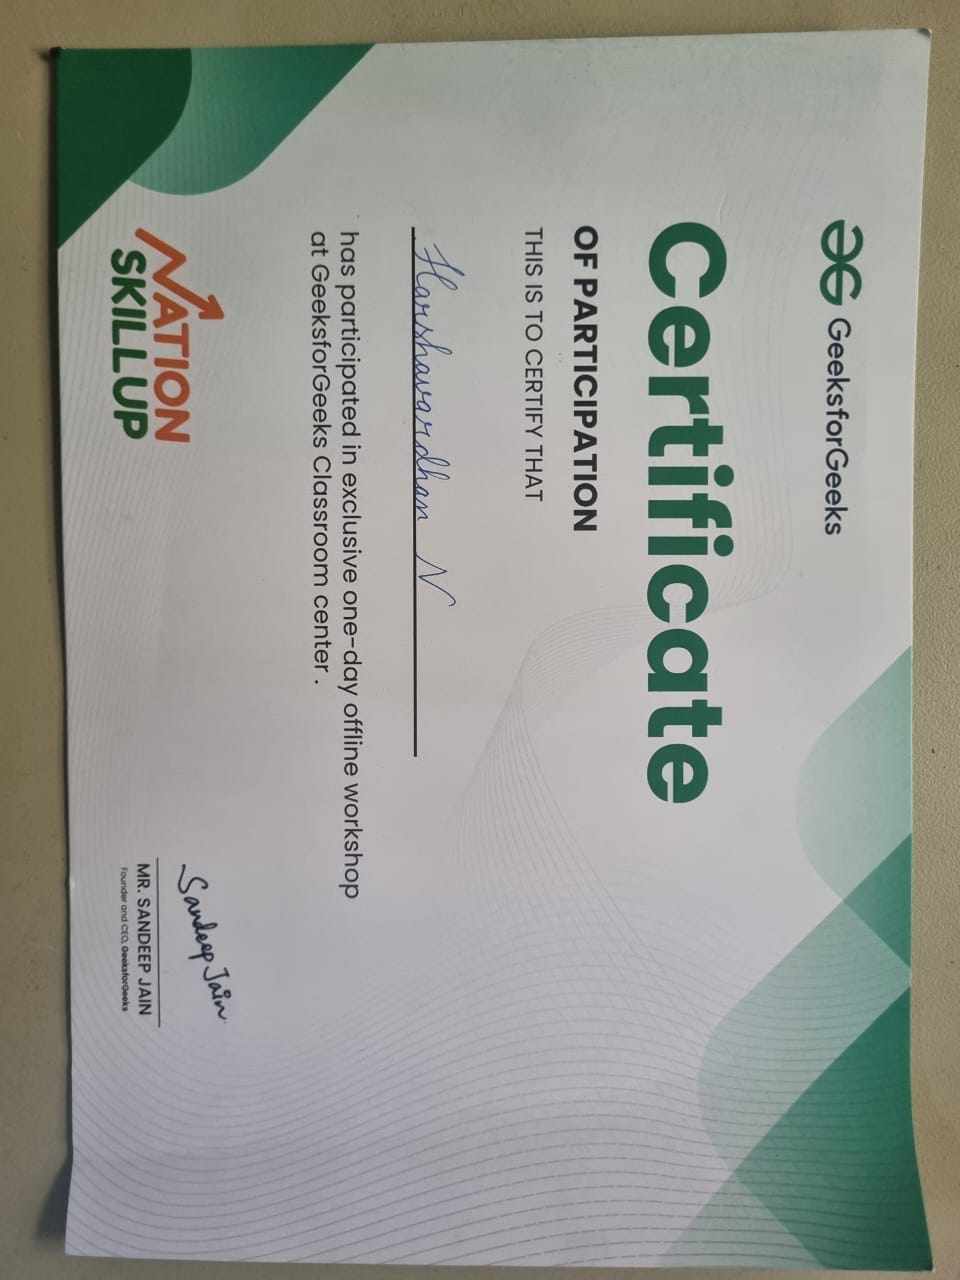 GeeksforGeeks
Certificate
OF PARTICIPATION
THIS IS TO CERTIFY THAT
Harshavardhan N
has participated in exclusive one-day offline workshop
at GeeksforGeeks Classroom center .
NATION
SKILLUP
Sandeep Jain
MR. SANDEEP JAIN
Founder and CEO, GeeksforGeeks